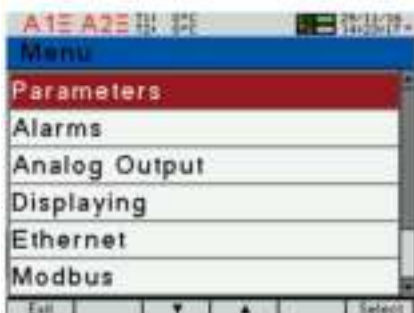 A1 A2
Menu
Parameters
Alarms
Analog Output
Displaying
Ethernet
Modbus
Exit ▼ ▲ Select